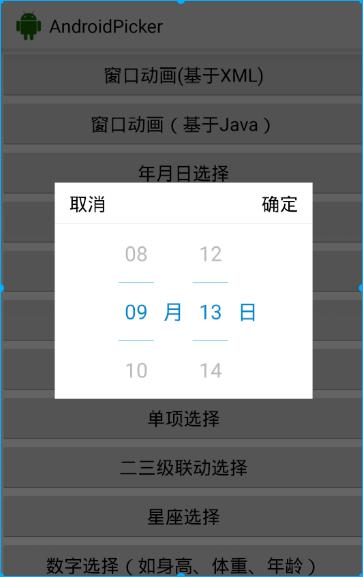 AndroidPicker
窗口动画(基于XML)
窗口动画（基于Java）
年月日选择
取消 确定
08 12
09 月 13 日
10 14
单项选择
二三级联动选择
星座选择
数字选择（如身高、体重、年龄）